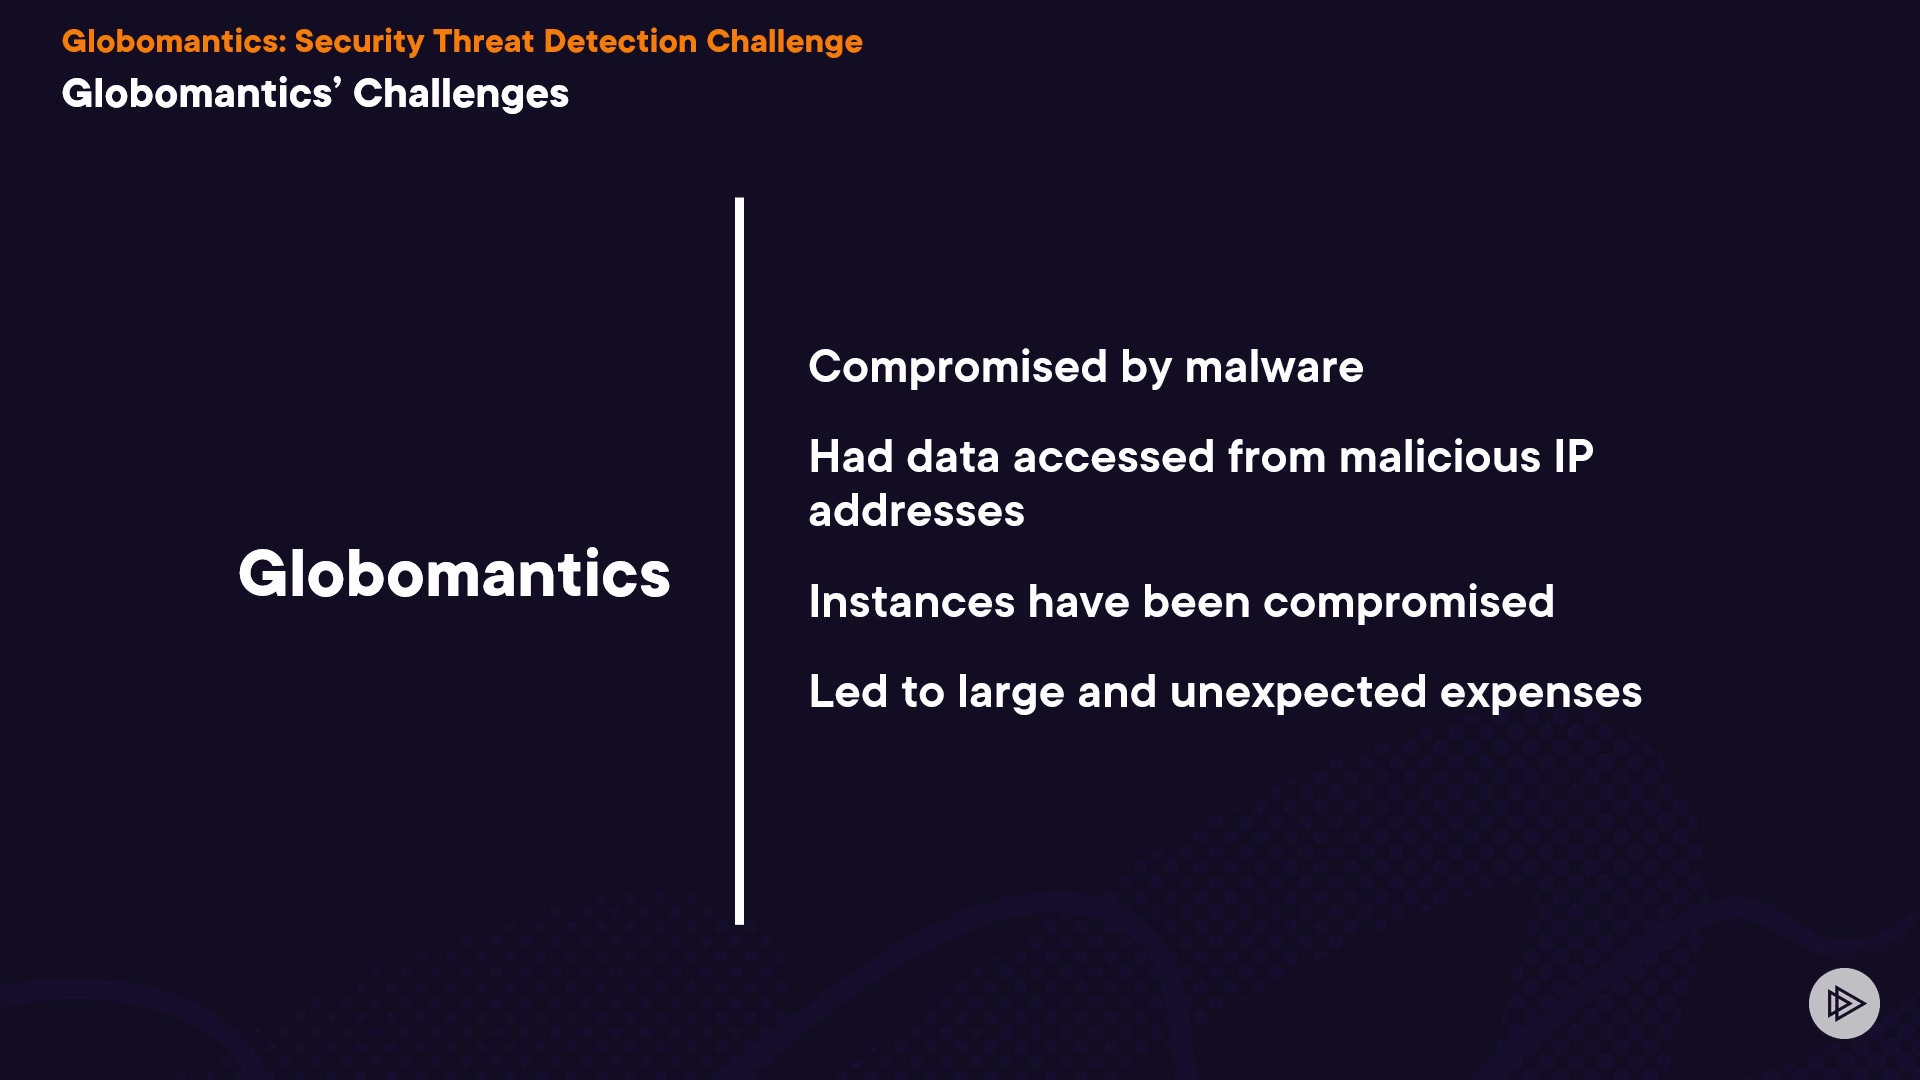 Globomantics: Security Threat Detection Challenge
Globomantics’ Challenges
Globomantics
Compromised by malware
Had data accessed from malicious IP
addresses
Instances have been compromised
Led to large and unexpected expenses